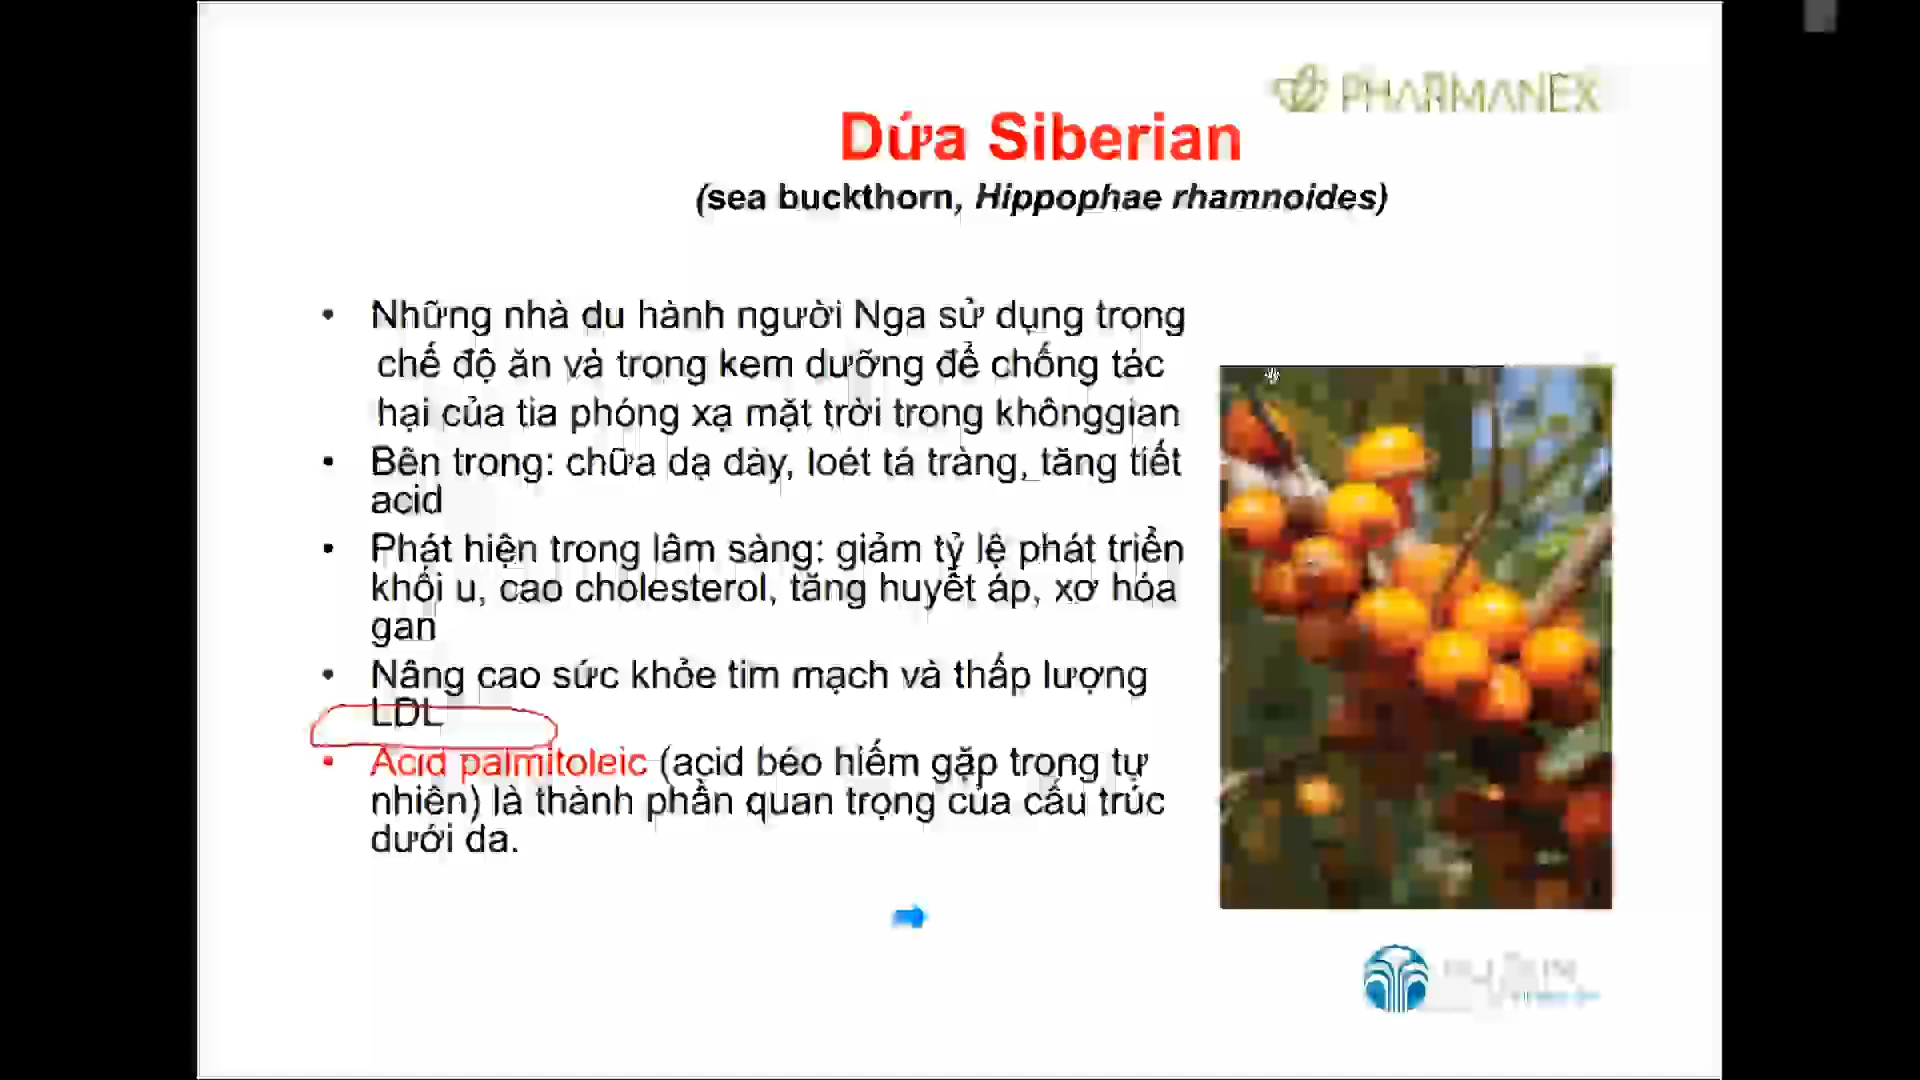 PHARMANEX
Dứa Siberian
(sea buckthorn, Hippophae rhamnoides)
• Những nhà du hành người Nga sử dụng trong
chế độ ăn và trong kem dưỡng để chống tác
hại của tia phóng xạ mặt trời trong khônggian
• Bên trong: chữa dạ dày, loét tá tràng, tăng tiết
acid
• Phát hiện trong lâm sàng: giảm tỷ lệ phát triển
khối u, cao cholesterol, tăng huyết áp, xơ hóa
gan
• Nâng cao sức khỏe tim mạch và thấp lượng
LDL
• Acid palmitoleic (acid béo hiếm gặp trong tự
nhiên) là thành phần quan trọng của cấu trúc
dưới da.